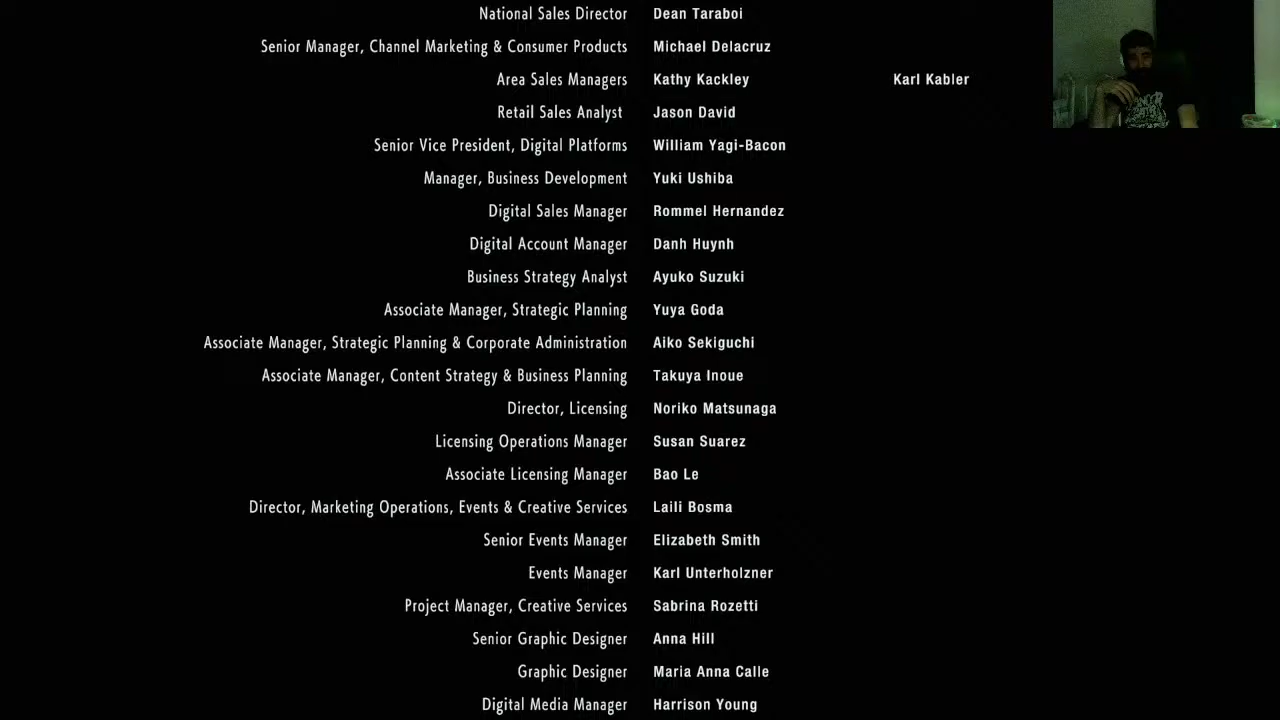 National Sales Director Dean Taraboi
Senior Manager, Channel Marketing & Consumer Products Michael Delacruz
Area Sales Managers Kathy Kackley Karl Kabler
Retail Sales Analyst Jason David
Senior Vice President, Digital Platforms William Yagi-Bacon
Manager, Business Development Yuki Ushiba
Digital Sales Manager Rommel Hernandez
Digital Account Manager Danh Huynh
Business Strategy Analyst Ayuko Suzuki
Associate Manager, Strategic Planning Yuya Goda
Associate Manager, Strategic Planning & Corporate Administration Aiko Sekiguchi
Associate Manager, Content Strategy & Business Planning Takuya Inoue
Director, Licensing Noriko Matsunaga
Licensing Operations Manager Susan Suarez
Associate Licensing Manager Bao Le
Director, Marketing Operations, Events & Creative Services Laili Bosma
Senior Events Manager Elizabeth Smith
Events Manager Karl Unterholzner
Project Manager, Creative Services Sabrina Rozetti
Senior Graphic Designer Anna Hill
Graphic Designer Maria Anna Calle
Digital Media Manager Harrison Young